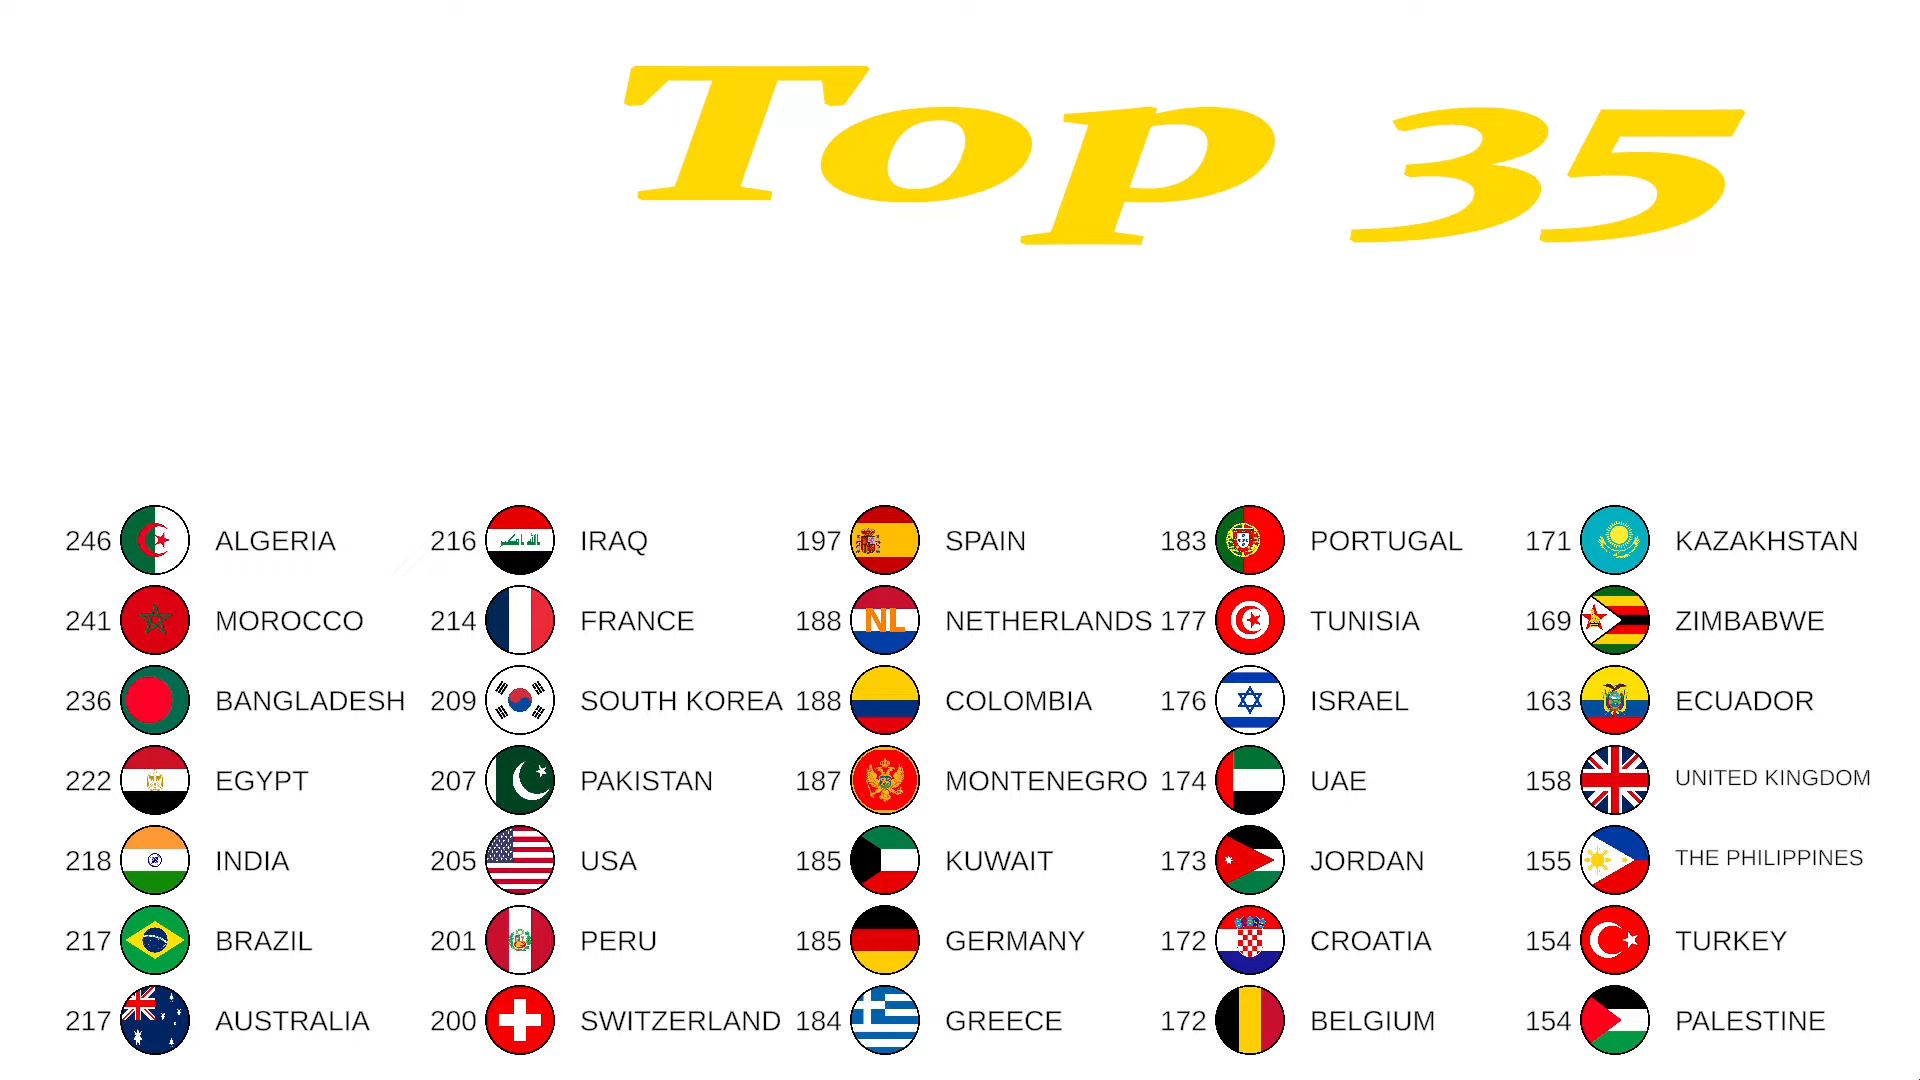 Top 35
246 ALGERIA
241 MOROCCO
236 BANGLADESH
222 EGYPT
218 INDIA
217 BRAZIL
217 AUSTRALIA
216 IRAQ
214 FRANCE
209 SOUTH KOREA
207 PAKISTAN
205 USA
201 PERU
200 SWITZERLAND
197 SPAIN
188 NL NETHERLANDS
188 COLOMBIA
187 MONTENEGRO
185 KUWAIT
185 GERMANY
184 GREECE
183 PORTUGAL
177 TUNISIA
176 ISRAEL
174 UAE
173 JORDAN
172 CROATIA
172 BELGIUM
171 KAZAKHSTAN
169 ZIMBABWE
163 ECUADOR
158 UNITED KINGDOM
155 THE PHILIPPINES
154 TURKEY
154 PALESTINE